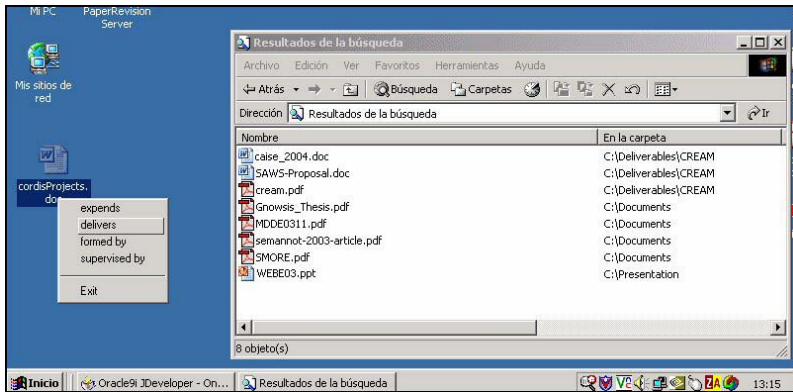 Mi PC
PaperRevision
Server
Mis sitios de
red
cordisProjects.
doc
expends
delivers
formed by
supervised by
Exit
Resultados de la búsqueda
Archivo Edición Ver Favoritos Herramientas Ayuda
Atrás Búsqueda Carpetas
Dirección Resultados de la búsqueda Ir
Nombre En la carpeta
caise_2004.doc C:\Deliverables\CREAM
SAWS-Proposal.doc C:\Deliverables\CREAM
cream.pdf C:\Deliverables\CREAM
Gnowsis_Thesis.pdf C:\Documents
MDDE0311.pdf C:\Documents
semannot-2003-article.pdf C:\Documents
SMORE.pdf C:\Documents
WEBE03.ppt C:\Presentation
8 objeto(s)
Inicio Oracle9i JDeveloper - On... Resultados de la búsqueda 13:15